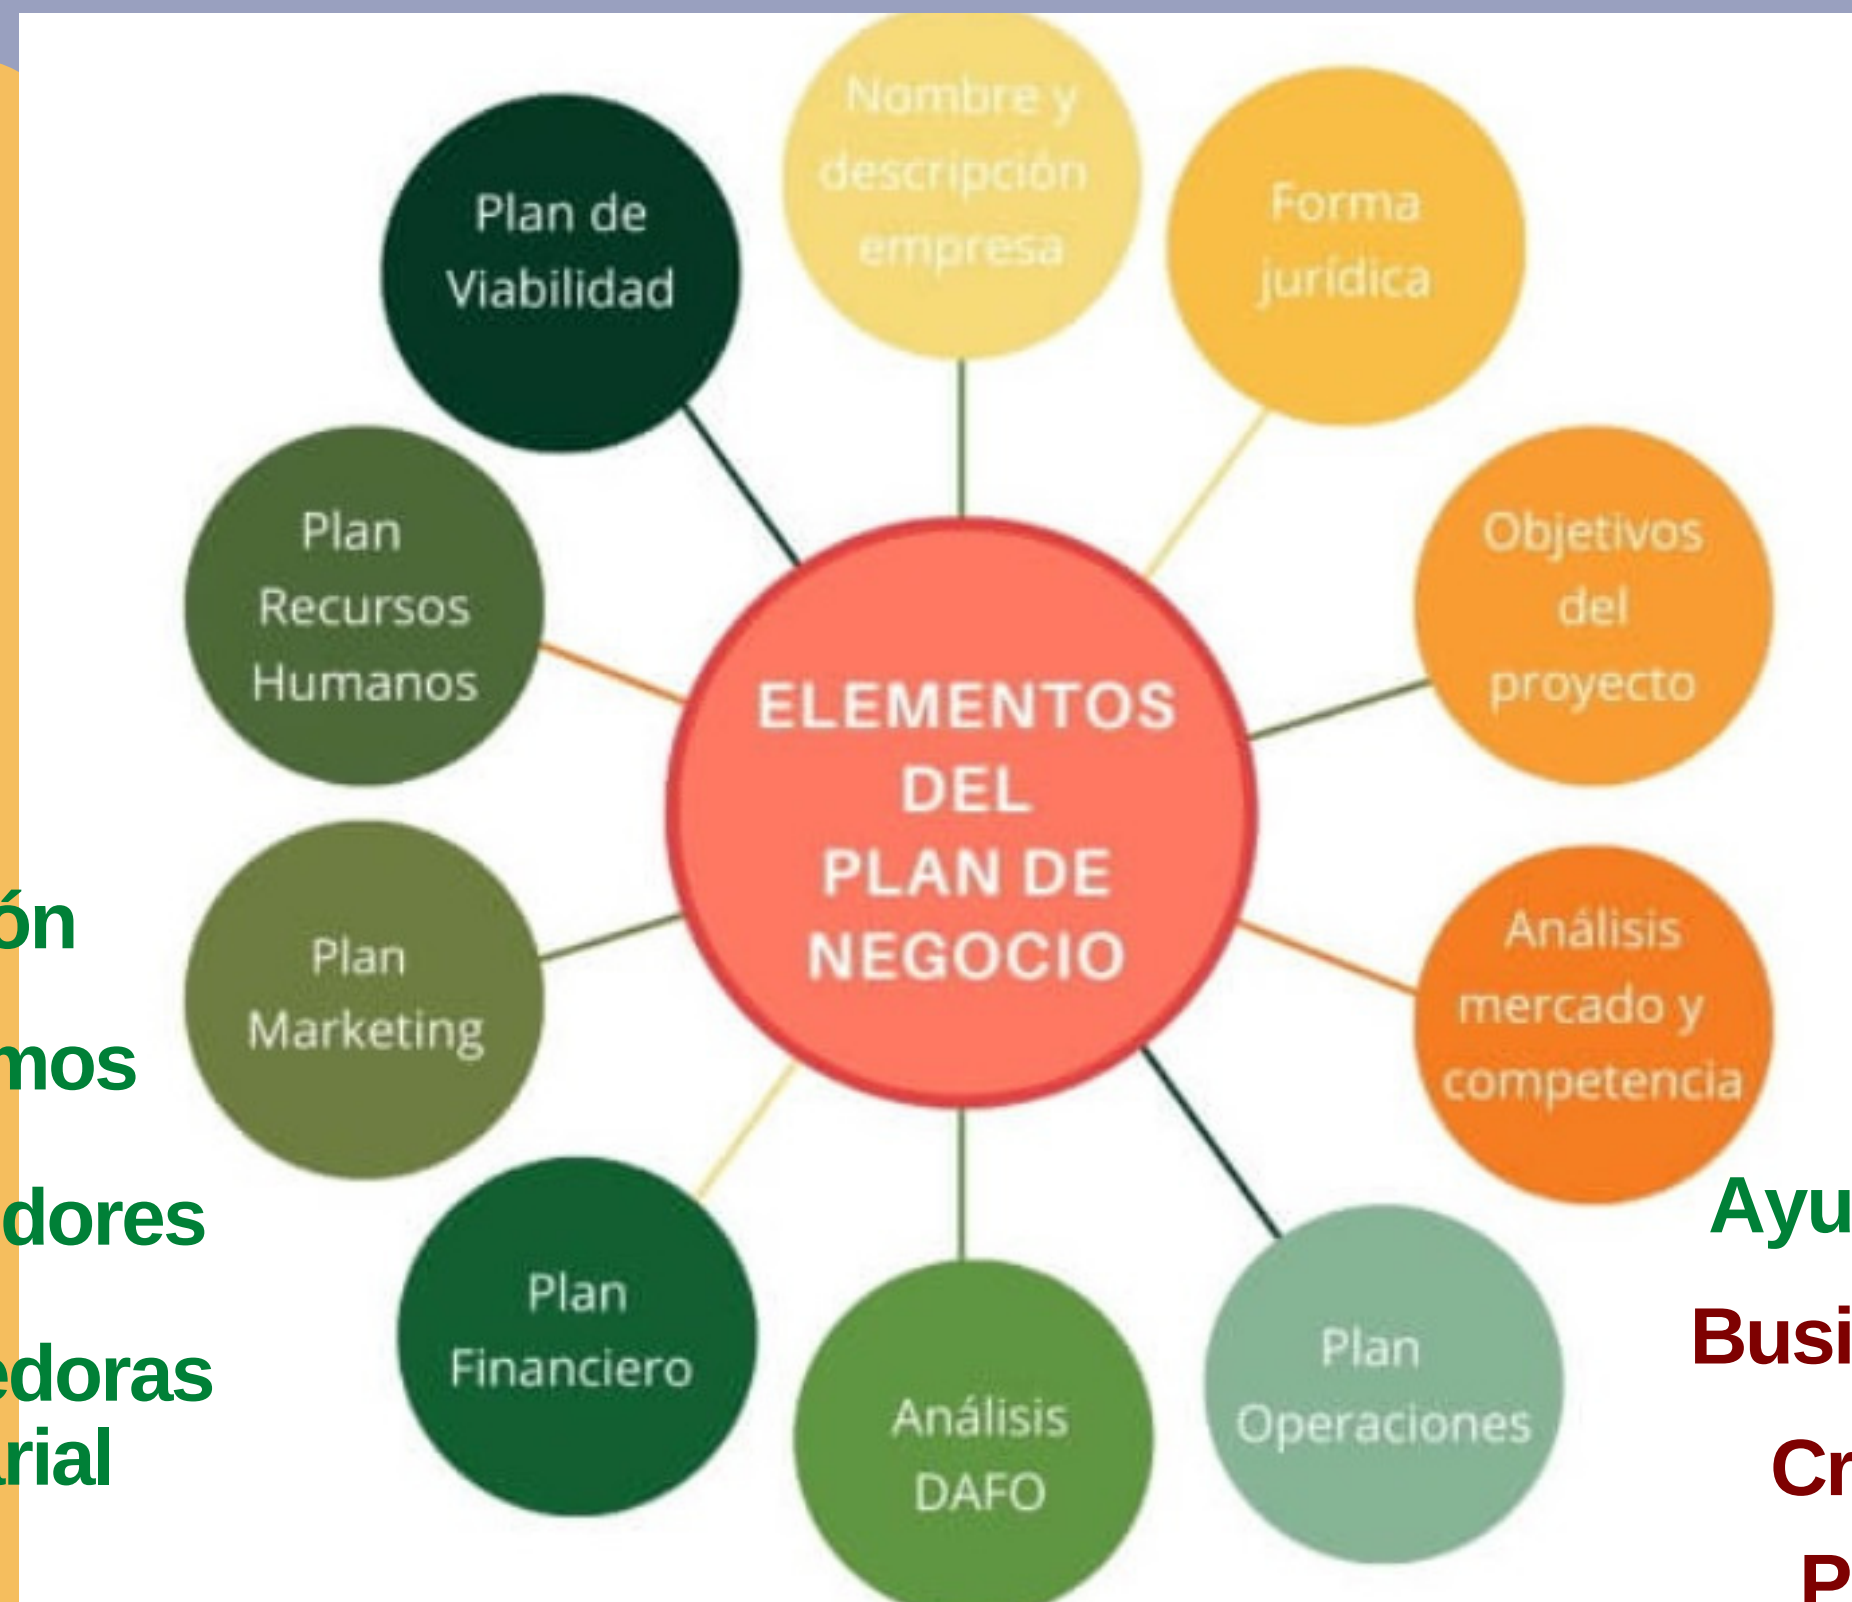 Nombre y
descripción
empresa
Forma
jurídica
Objetivos
del
proyecto
Análisis
mercado y
competencia
Plan
Operaciones
Análisis
DAFO
Plan
Financiero
Plan
Marketing
Plan
Recursos
Humanos
Plan de
Viabilidad
ELEMENTOS
DEL
PLAN DE
NEGOCIO
ón
mos
dores
edoras
rial
Ayu
Busi
Cr
P